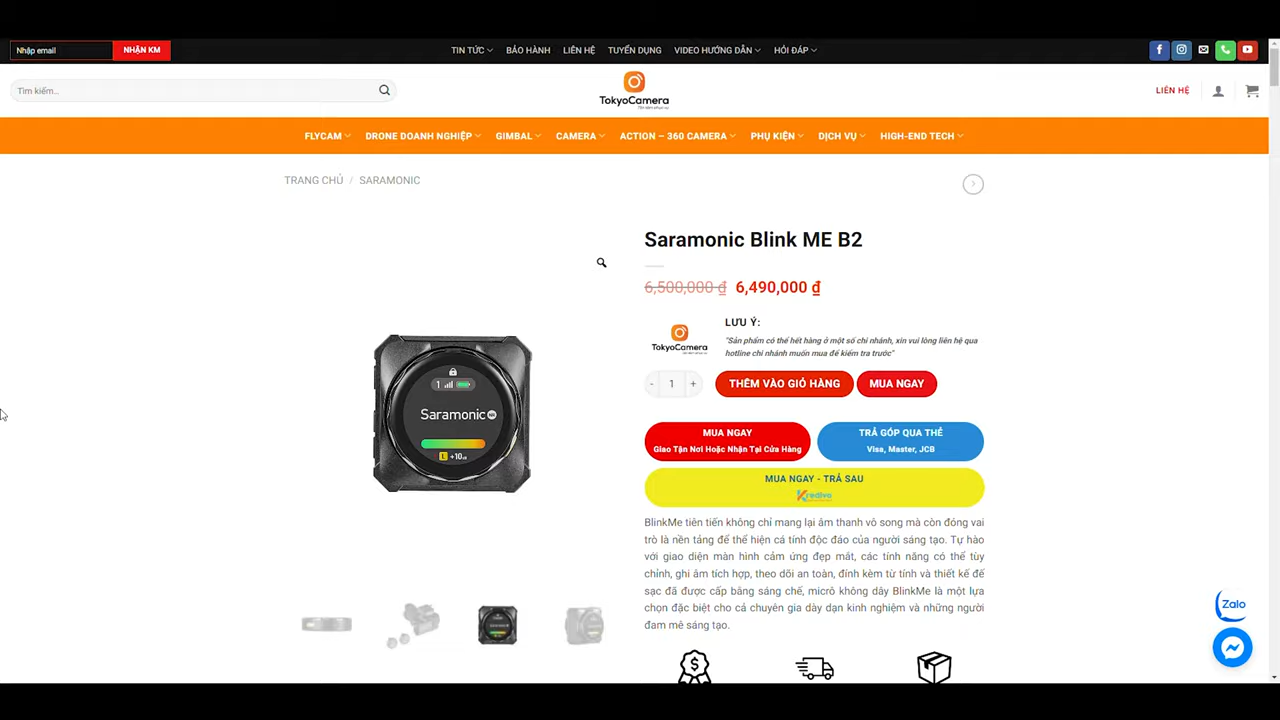 Nhập email
NHẬN KM
TIN TỨC
BẢO HÀNH
LIÊN HỆ
TUYỂN DỤNG
VIDEO HƯỚNG DẪN
HỎI ĐÁP
Tìm kiếm...
TokyoCamera
LIÊN HỆ
FLYCAM
DRONE DOANH NGHIỆP
GIMBAL
CAMERA
ACTION – 360 CAMERA
PHỤ KIỆN
DỊCH VỤ
HIGH-END TECH
TRANG CHỦ / SARAMONIC
Saramonic Blink ME B2
6,500,000 ₫ 6,490,000 ₫
LƯU Ý:
"Sản phẩm có thể hết hàng ở một số chi nhánh, xin vui lòng liên hệ qua
hotline chi nhánh muốn mua để kiểm tra trước"
TokyoCamera
- 1 +
THÊM VÀO GIỎ HÀNG
MUA NGAY
1
Saramonic
L +10
MUA NGAY
Giao Tận Nơi Hoặc Nhận Tại Cửa Hàng
TRẢ GÓP QUA THẺ
Visa, Master, JCB
MUA NGAY - TRẢ SAU
Kredivo
BlinkMe tiên tiến không chỉ mang lại âm thanh vô song mà còn đóng vai
trò là nền tảng để thể hiện cá tính độc đáo của người sáng tạo. Tự hào
với giao diện màn hình cảm ứng đẹp mắt, các tính năng có thể tùy
chỉnh, ghi âm tích hợp, theo dõi an toàn, đính kèm từ tính và thiết kế đế
sạc đã được cấp bằng sáng chế, micrô không dây BlinkMe là một lựa
chọn đặc biệt cho cả chuyên gia dày dạn kinh nghiệm và những người
đam mê sáng tạo.
Zalo